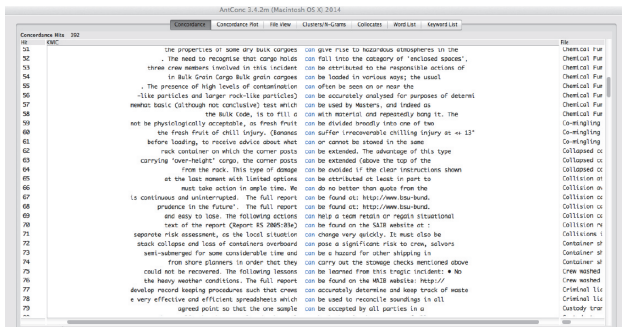 AntConc 3.4.2m (Macintosh OS X) 2014
Concordance Concordance Plot File View Clusters/N-Grams Collocates Word List Keyword List
Concordance Hits 392
Hit KWIC File
51 the properties of some dry bulk cargoes can give rise to hazardous atmospheres in the Chemical Fum
52 . The need to recognise that cargo holds can fall into the category of 'enclosed spaces', Chemical Fum
53 three crew members involved in this incident can be attributed to the responsible actions of Chemical Fum
54 in Bulk Grain Cargo Bulk grain cargoes can be loaded in various ways; the usual Chemical Fum
55 . The presence of high levels of contamination can often be seen on or near the Chemical Fum
56 -like particles and larger rock-like particles) can be accurately analysed for purposes of determi Chemical Fum
57 newhat basic (although not conclusive) test which can be used by Masters, and indeed as Chemical Fum
58 the Bulk Code, is to fill a can with material and repeatedly bang it. The Chemical Fum
59 not be physiologically acceptable, as fresh fruit can be divided broadly into one of two Co-mingling
60 the fresh fruit of chill injury. (Bananas can suffer irrecoverable chilling injury at <+ 13° Co-mingling
61 before loading, to receive advice about what can or cannot be stowed in the same Co-mingling
62 rack container on which the corner posts can be extended. The advantage of this type Collapsed co
63 carrying 'over-height' cargo, the corner posts can be extended (above the top of the Collapsed co
64 from the rack. This type of damage can be avoided if the clear instructions shown Collapsed co
65 at the last moment with limited options can be attributed at least in part to Collision at
66 must take action in ample time. We can do no better than quote from the Collision ov
67 is continuous and uninterrupted. The full report can be found at: http://www.bsu-bund. Collision re
68 prudence in the future'. The full report can be found at: http://www.bsu-bund. Collision re
69 and easy to lose. The following actions can help a team retain or regain situational Collision re
70 text of the report (Report RS 2005:03e) can be found on the SAIB website at : Collision re
71 separate risk assessment, as the local situation can change very quickly. It must also be Collisions i
72 stack collapse and loss of containers overboard can pose a significant risk to crew, salvors Container sh
73 semi-submerged for some considerable time and can be a hazard for other shipping in Container sh
74 from shore planners in order that they can carry out the stowage checks mentioned above Container sh
75 could not be recovered. The following lessons can be learned from this tragic incident: • No Crew washed
76 the heavy weather conditions. The full report can be found on the MAIB website: http:// Crew washed
77 develop record keeping procedures such that crews can accurately determine and keep track of waste Criminal lia
78 e very effective and efficient spreadsheets which can be used to reconcile soundings in all Criminal lia
79 agreed point so that the one sample can be accepted by all parties in a Custody tran